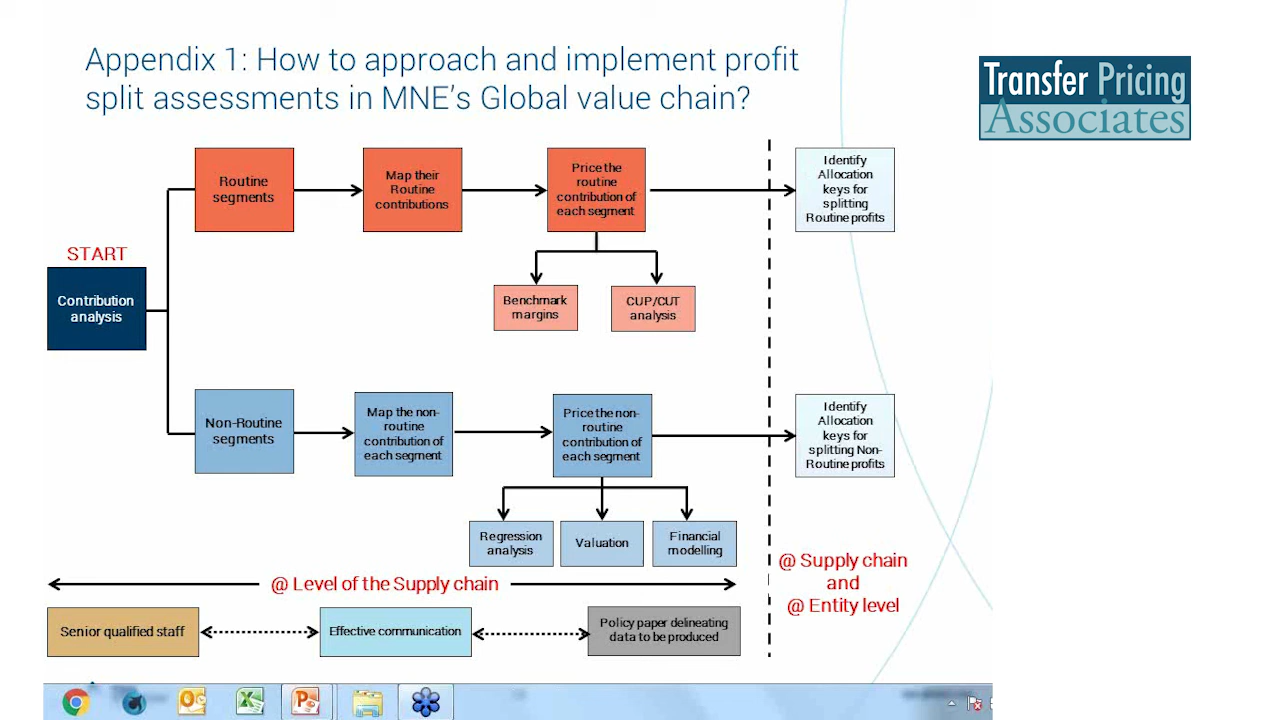 Appendix 1: How to approach and implement profit
split assessments in MNE's Global value chain?
Transfer Pricing
Associates
START
Contribution
analysis
Routine
segments
Map their
Routine
contributions
Price the
routine
contribution of
each segment
Identify
Allocation
keys for
splitting
Routine profits
Benchmark
margins
CUP/CUT
analysis
Non-Routine
segments
Map the non-
routine
contribution of
each segment
Price the non-
routine
contribution of
each segment
Identify
Allocation
keys for
splitting Non-
Routine profits
Regression
analysis
Valuation
Financial
modelling
@ Level of the Supply chain
@ Supply chain
and
@ Entity level
Senior qualified staff
Effective communication
Policy paper delineating
data to be produced